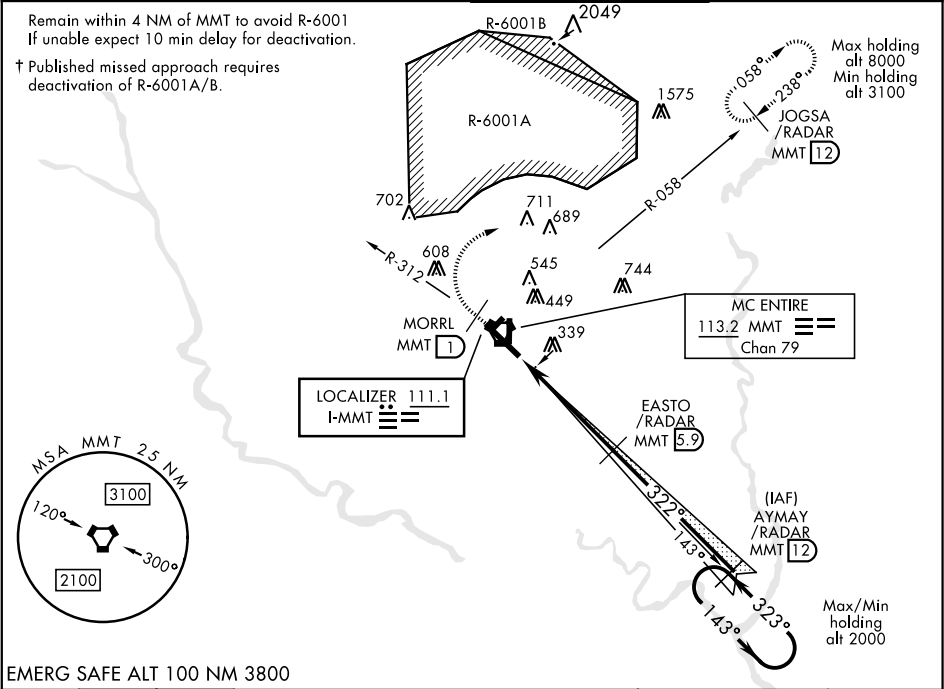 Remain within 4 NM of MMT to avoid R-6001
If unable expect 10 min delay for deactivation.
† Published missed approach requires
deactivation of R-6001A/B.
R-6001B
2049
Max holding
alt 8000
Min holding
alt 3100
058°
238°
1575
R-6001A
JOGSA
/RADAR
MMT 12
R-058
702
711
689
R-312
608
545
744
449
MORRL
MMT 1
339
MC ENTIRE
113.2 MMT
Chan 79
LOCALIZER 111.1
I-MMT
EASTO
/RADAR
MMT 5.9
MSA MMT 25 NM
3100
120°
300°
2100
322°
143°
(IAF)
AYMAY
/RADAR
MMT 12
323°
143°
Max/Min
holding
alt 2000
EMERG SAFE ALT 100 NM 3800